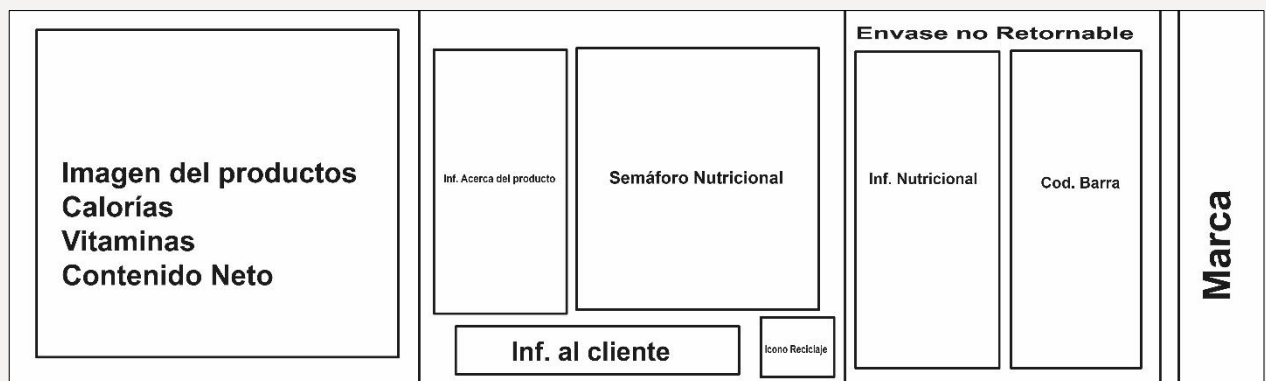 Imagen del productos
Calorías
Vitaminas
Contenido Neto
Inf. Acerca del producto
Semáforo Nutricional
Inf. al cliente
Icono Reciclaje
Envase no Retornable
Inf. Nutricional
Cod. Barra
Marca